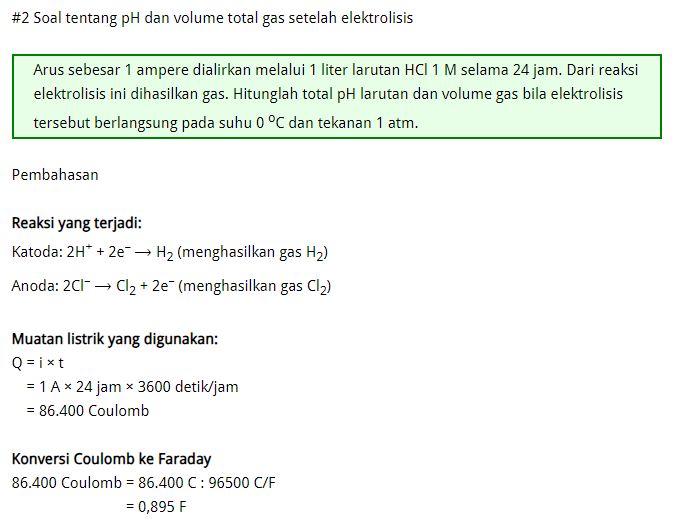 #2 Soal tentang pH dan volume total gas setelah elektrolisis
Arus sebesar 1 ampere dialirkan melalui 1 liter larutan HCl 1 M selama 24 jam. Dari reaksi
elektrolisis ini dihasilkan gas. Hitunglah total pH larutan dan volume gas bila elektrolisis
tersebut berlangsung pada suhu 0 ⁰C dan tekanan 1 atm.
Pembahasan
Reaksi yang terjadi:
Katoda: 2H⁺ + 2e⁻ ⟶ H₂ (menghasilkan gas H₂)
Anoda: 2Cl⁻ ⟶ Cl₂ + 2e⁻ (menghasilkan gas Cl₂)
Muatan listrik yang digunakan:
Q = i × t
= 1 A × 24 jam × 3600 detik/jam
= 86.400 Coulomb
Konversi Coulomb ke Faraday
86.400 Coulomb = 86.400 C : 96500 C/F
= 0,895 F